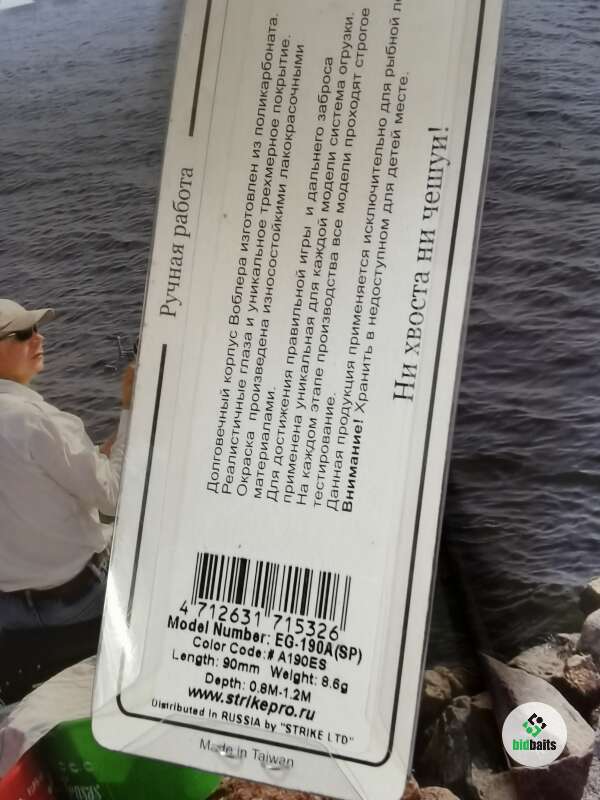 Ручная работа
Долговечный корпус Воблера изготовлен из поликарбоната.
Реалистичные глаза и уникальное трехмерное покрытие.
Окраска произведена износостойкими лакокрасочными
материалами.
Для достижения правильной игры и дальнего заброса
применена уникальная для каждой модели система огрузки.
На каждом этапе производства все модели проходят строгое
тестирование.
Данная продукция применяется исключительно для рыбной
Внимание! Хранить в недоступном для детей месте.
Ни хвоста ни чешуи!
4 712631 715326
Model Number: EG-190A(SP)
Color Code:# A190ES
Length: 90mm Weight: 8.6g
Depth: 0.8M-1.2M
www.strikepro.ru
Distributed in RUSSIA by "STRIKE LTD"
Made in Taiwan
bidbaits